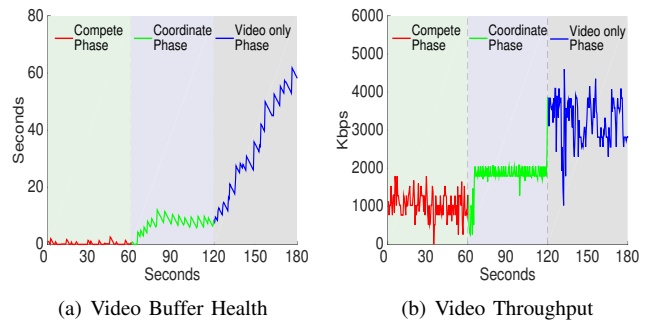 80
60
40
20
0
Seconds
Compete Phase
Coordinate Phase
Video only Phase
0 30 60 90 120 150 180
Seconds
(a) Video Buffer Health
6000
5000
4000
3000
2000
1000
0
Kbps
Compete Phase
Coordinate Phase
Video only Phase
0 30 60 90 120 150 180
Seconds
(b) Video Throughput